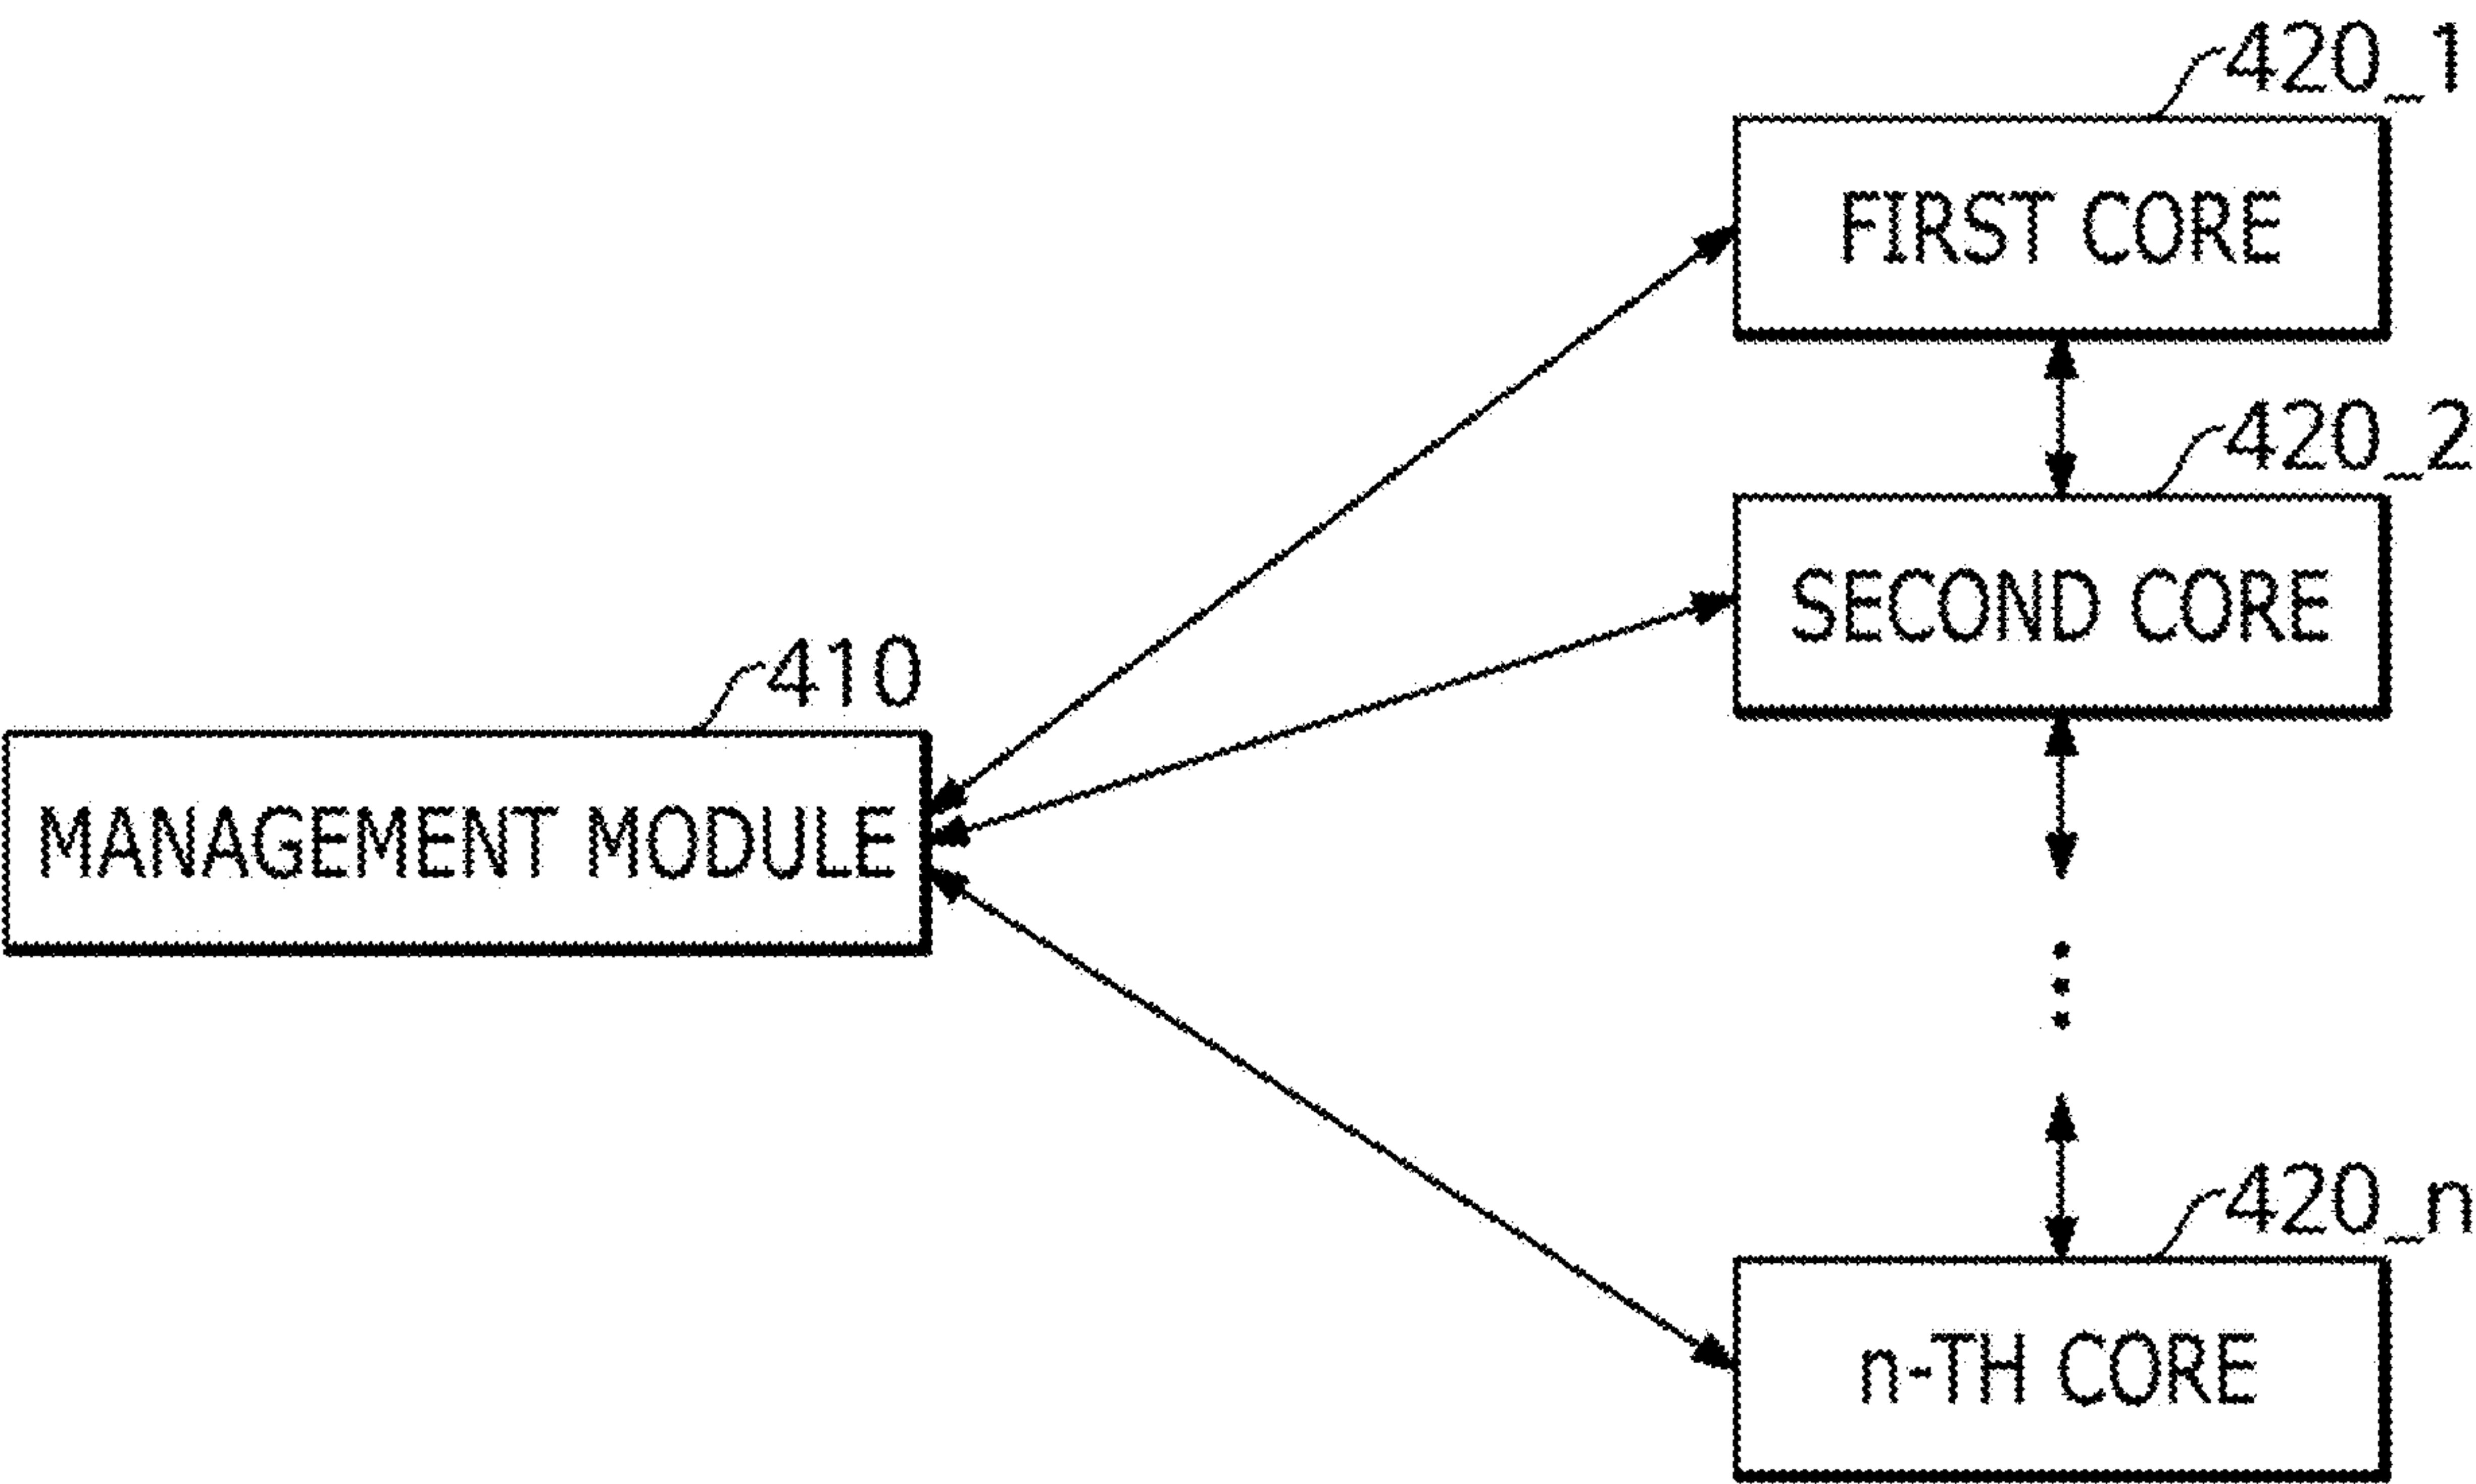 420_1
FIRST CORE
420_2
SECOND CORE
410
MANAGEMENT MODULE
420_n
n-TH CORE